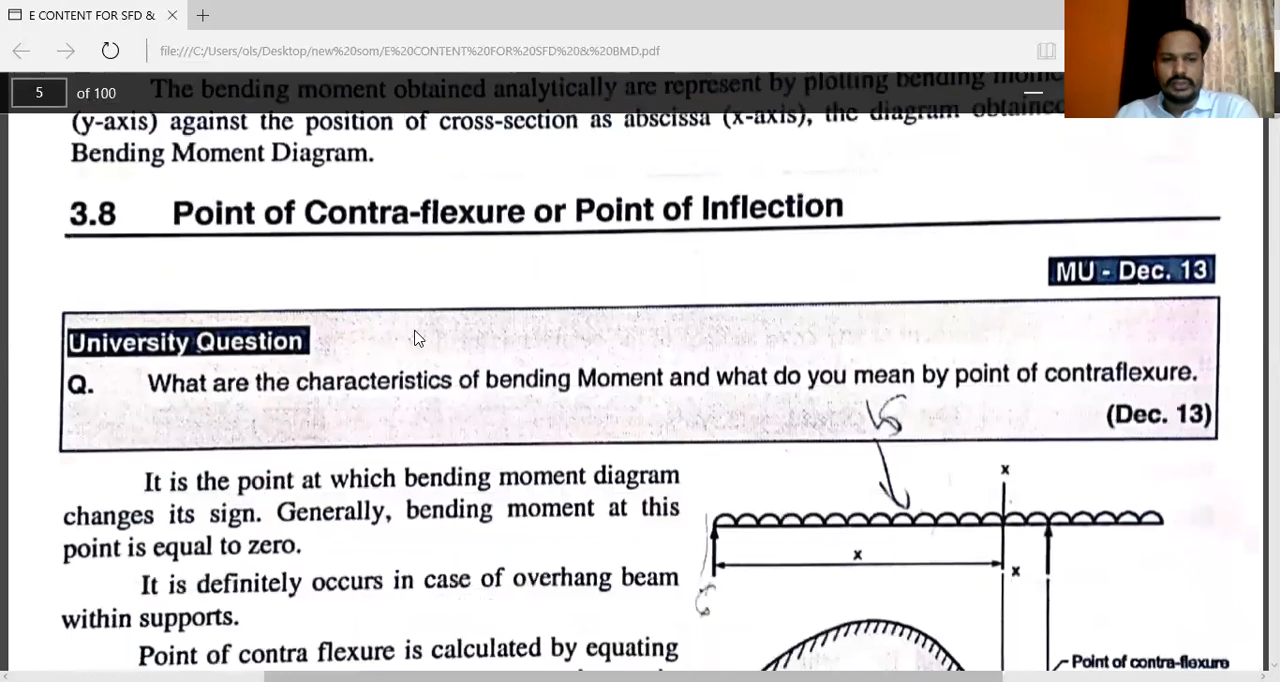 E CONTENT FOR SFD &
file:///C:/Users/ols/Desktop/new%20som/E%20CONTENT%20FOR%20SFD%20&%20BMD.pdf
5 of 100
The bending moment obtained analytically are represent by plotting bending mome
(y-axis) against the position of cross-section as abscissa (x-axis), the diagram obtained
Bending Moment Diagram.
3.8 Point of Contra-flexure or Point of Inflection
MU - Dec. 13
University Question
Q. What are the characteristics of bending Moment and what do you mean by point of contraflexure.
(Dec. 13)
It is the point at which bending moment diagram
changes its sign. Generally, bending moment at this
point is equal to zero.
It is definitely occurs in case of overhang beam
within supports.
Point of contra flexure is calculated by equating
x
x
x
Point of contra-flexure